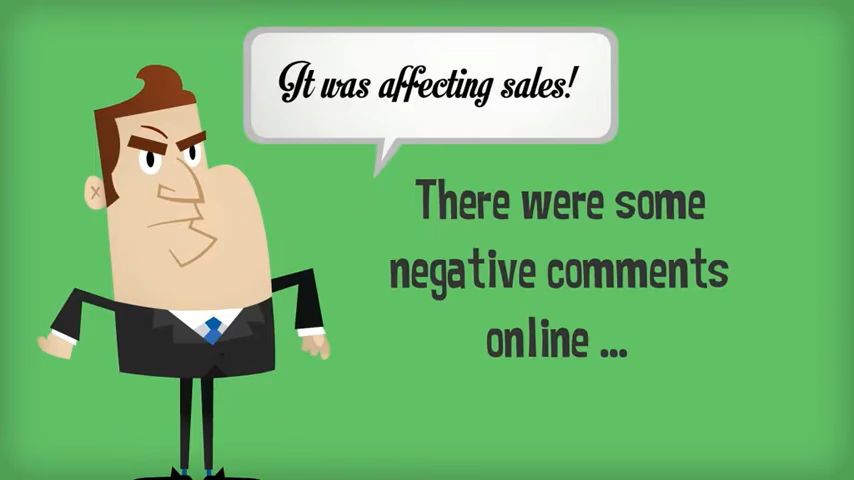 It was affecting sales!
There were some
negative comments
online ...